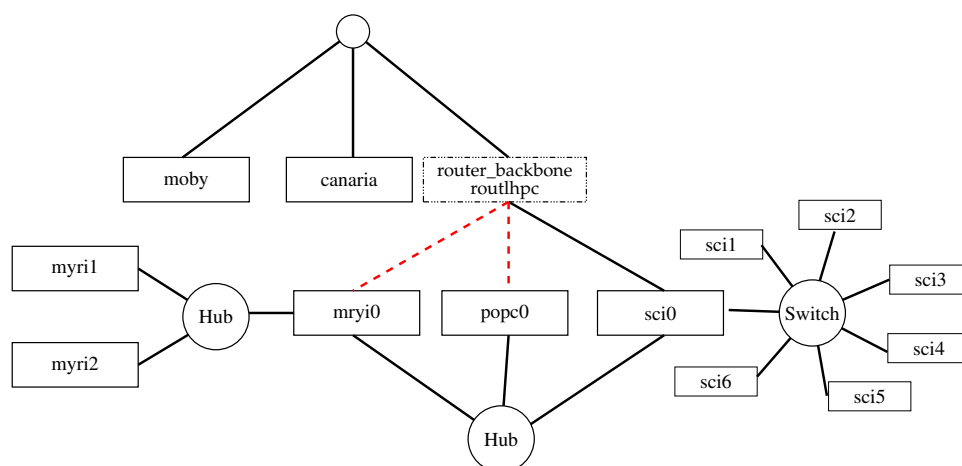 moby
canaria
router_backbone
routlhpc
sci2
sci1
myri1
sci3
Hub
mryi0
popc0
sci0
Switch
sci4
myri2
sci6
sci5
Hub